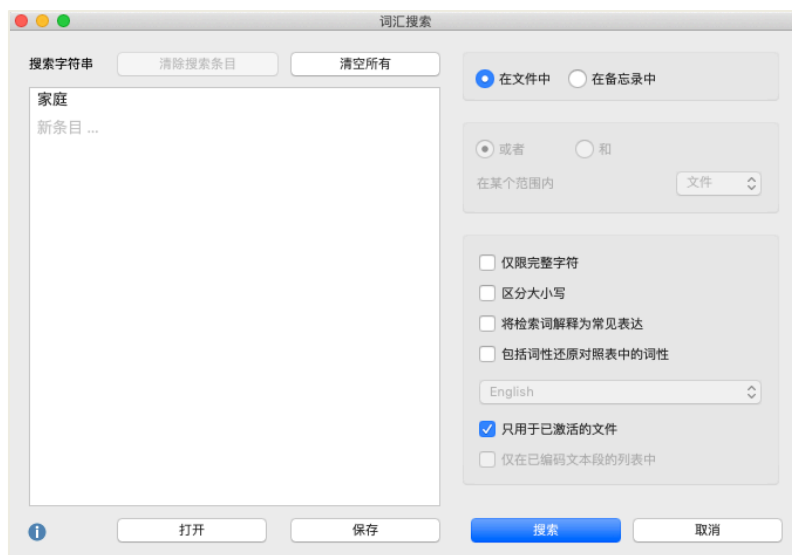 词汇搜索
搜索字符串 清除搜索条目 清空所有
家庭
新条目 ...
在文件中 在备忘录中
或者 和
在某个范围内 文件
仅限完整字符
区分大小写
将检索词解释为常见表达
包括词性还原对照表中的词性
English
只用于已激活的文件
仅在已编码文本段的列表中
打开 保存 搜索 取消